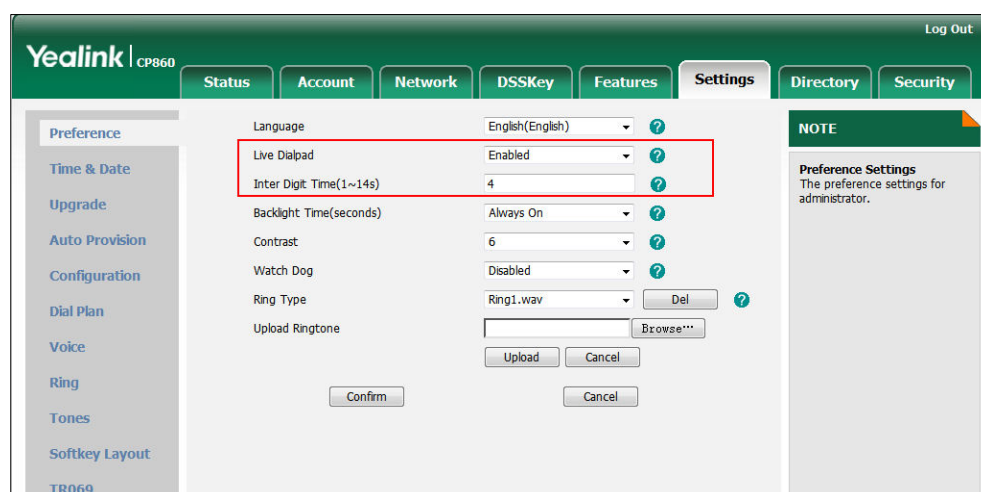 Log Out
Yealink CP860
Status Account Network DSSKey Features Settings Directory Security
Preference
Time & Date
Upgrade
Auto Provision
Configuration
Dial Plan
Voice
Ring
Tones
Softkey Layout
TR069
Language English(English) ?
Live Dialpad Enabled ?
Inter Digit Time(1~14s) 4 ?
Backlight Time(seconds) Always On ?
Contrast 6 ?
Watch Dog Disabled ?
Ring Type Ring1.wav Del ?
Upload Ringtone Browse...
Upload Cancel
Confirm Cancel
NOTE
Preference Settings
The preference settings for
administrator.